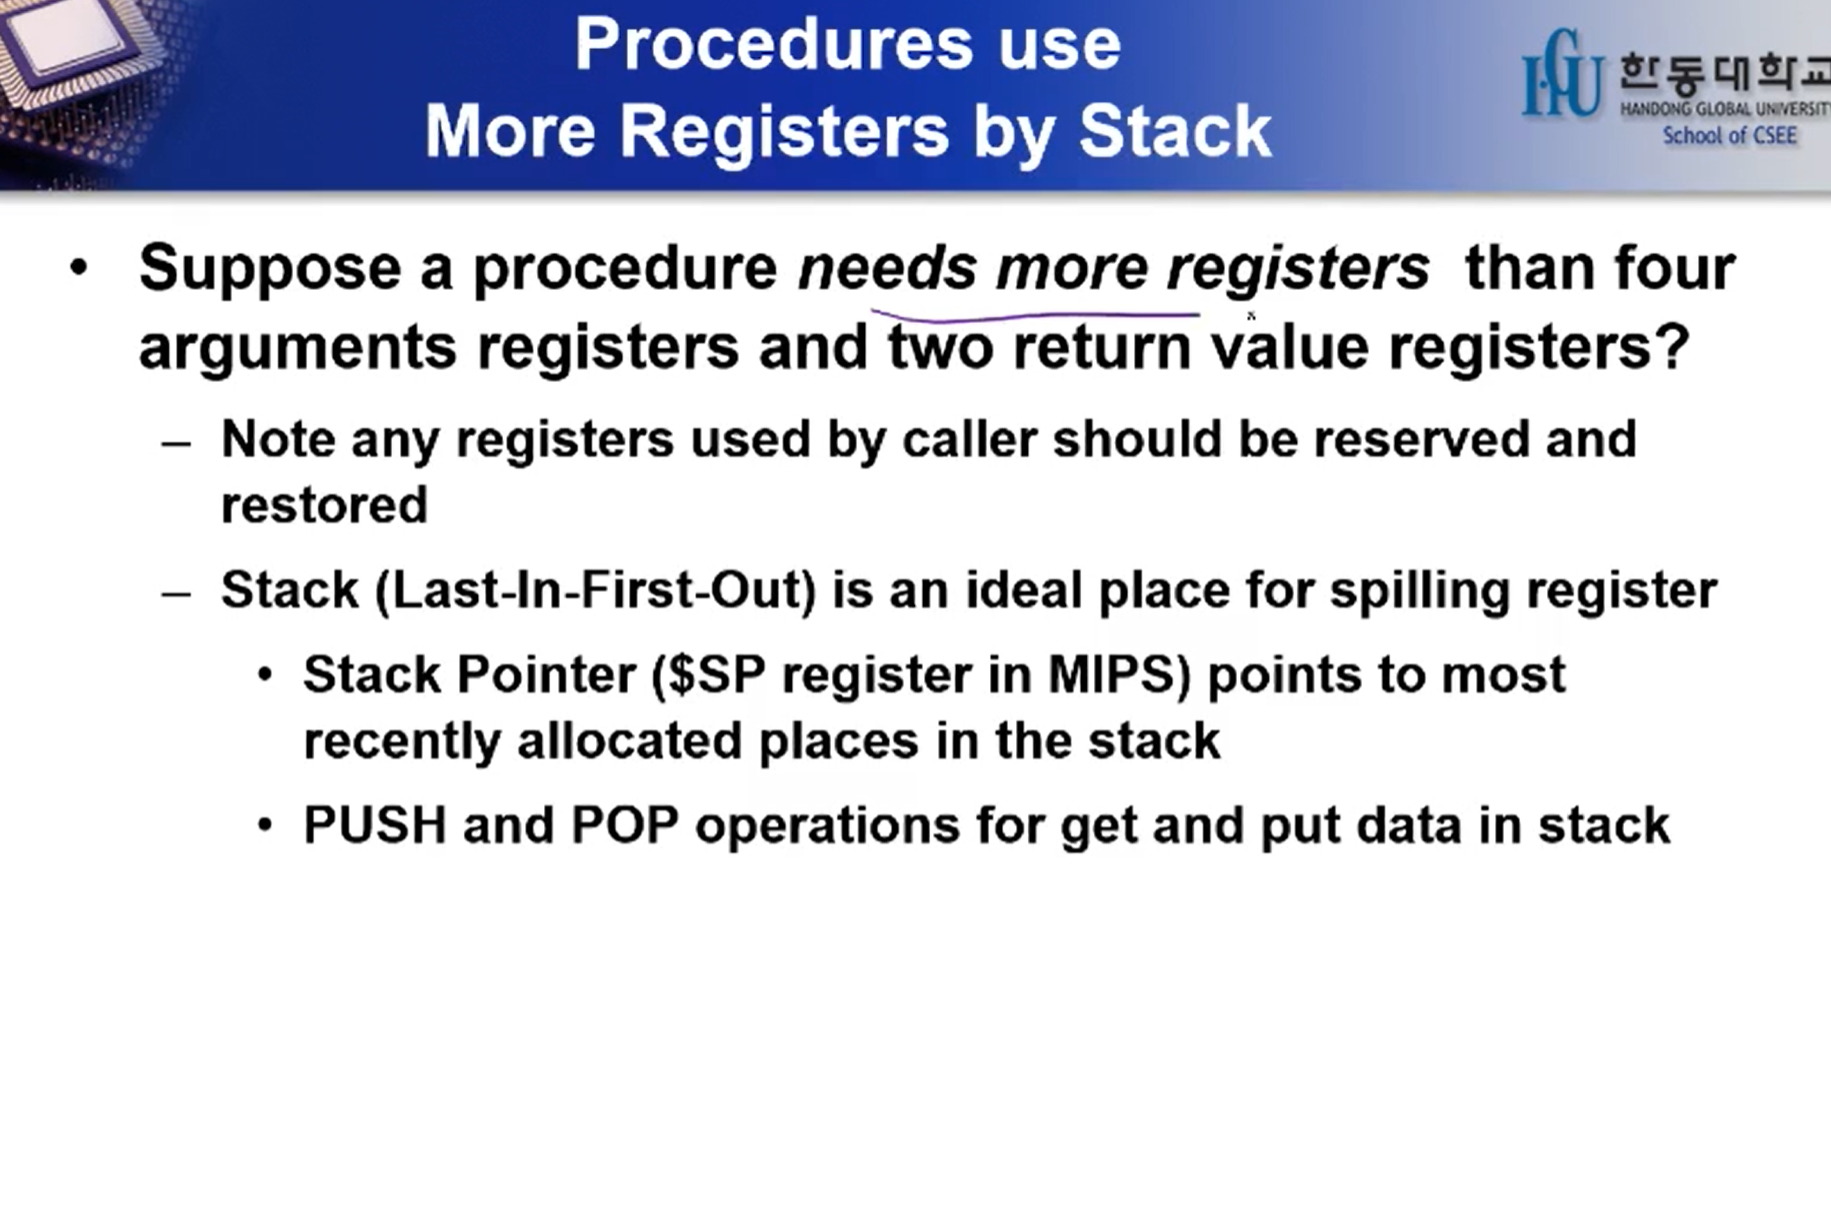 Procedures use
More Registers by Stack
한동대학교
HANDONG GLOBAL UNIVERSITY
School of CSEE
• Suppose a procedure needs more registers than four
arguments registers and two return value registers?
– Note any registers used by caller should be reserved and
restored
– Stack (Last-In-First-Out) is an ideal place for spilling register
• Stack Pointer ($SP register in MIPS) points to most
recently allocated places in the stack
• PUSH and POP operations for get and put data in stack